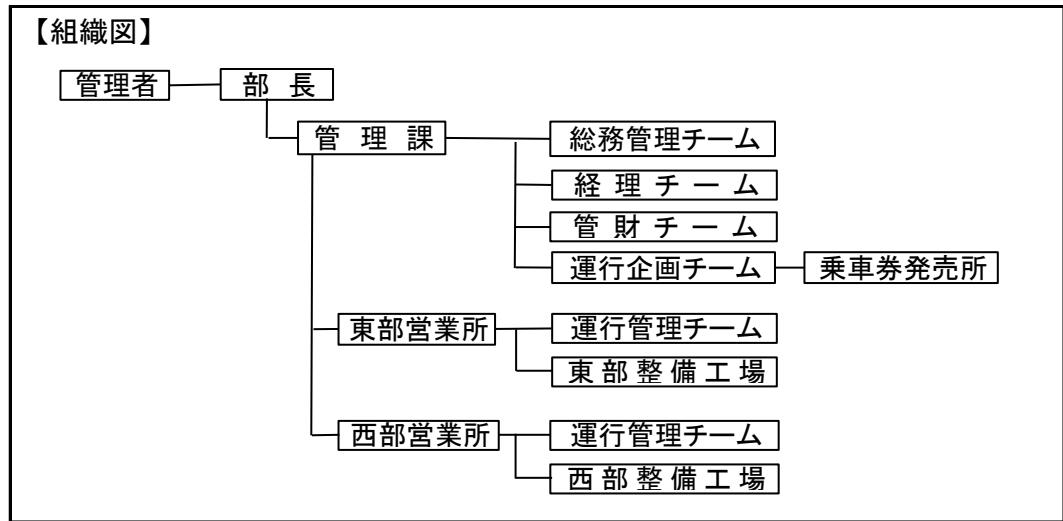 【組織図】
管理者
部長
管理課
総務管理チーム
経理チーム
管財チーム
運行企画チーム
乗車券発売所
東部営業所
運行管理チーム
東部整備工場
西部営業所
運行管理チーム
西部整備工場